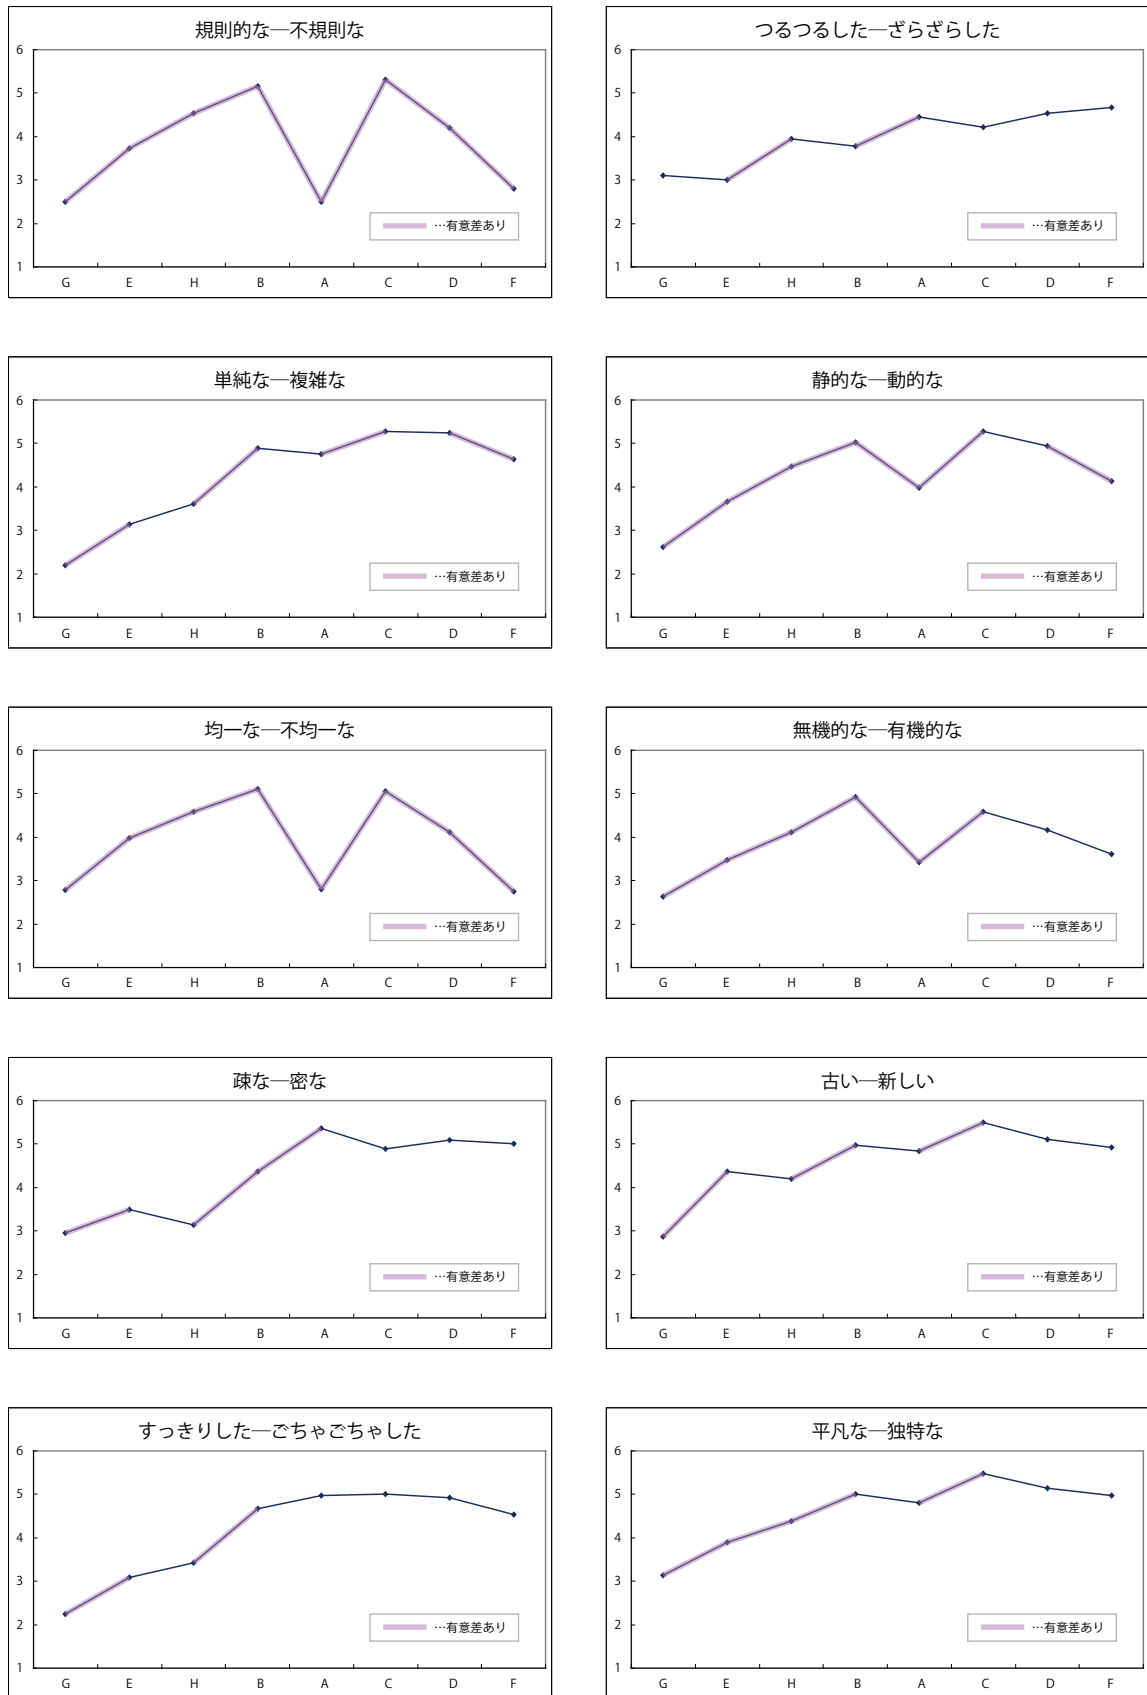 規則的な―不規則な
6
5
4
3
2
1
G E H B A C D F
…有意差あり
つるつるした―ざらざらした
6
5
4
3
2
1
G E H B A C D F
…有意差あり
単純な―複雑な
6
5
4
3
2
1
G E H B A C D F
…有意差あり
静的な―動的な
6
5
4
3
2
1
G E H B A C D F
…有意差あり
均一な―不均一な
6
5
4
3
2
1
G E H B A C D F
…有意差あり
無機的な―有機的な
6
5
4
3
2
1
G E H B A C D F
…有意差あり
疎な―密な
6
5
4
3
2
1
G E H B A C D F
…有意差あり
古い―新しい
6
5
4
3
2
1
G E H B A C D F
…有意差あり
すっきりした―ごちゃごちゃした
6
5
4
3
2
1
G E H B A C D F
…有意差あり
平凡な―独特な
6
5
4
3
2
1
G E H B A C D F
…有意差あり